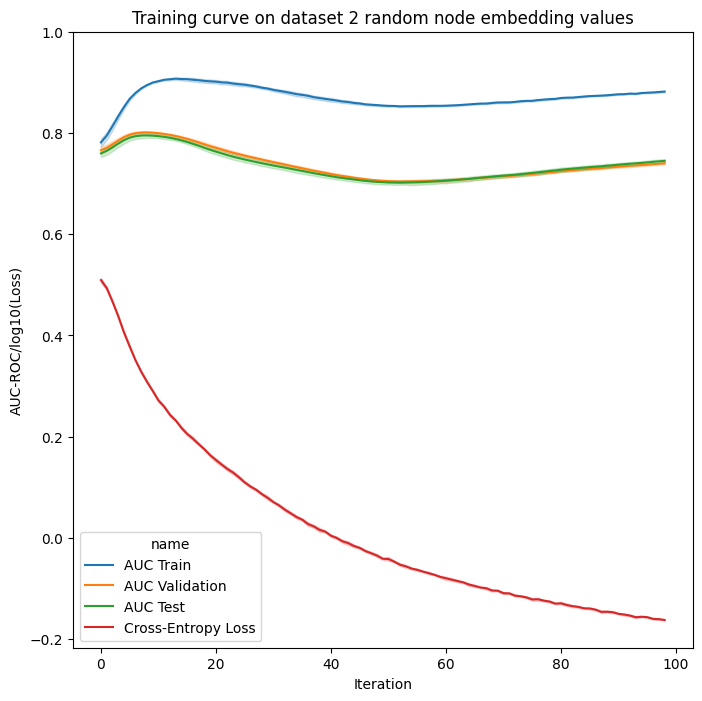 Training curve on dataset 2 random node embedding values
1.0
0.8
0.6
0.4
0.2
0.0
−0.2
AUC-ROC/log10(Loss)
name
AUC Train
AUC Validation
AUC Test
Cross-Entropy Loss
0 20 40 60 80 100
Iteration